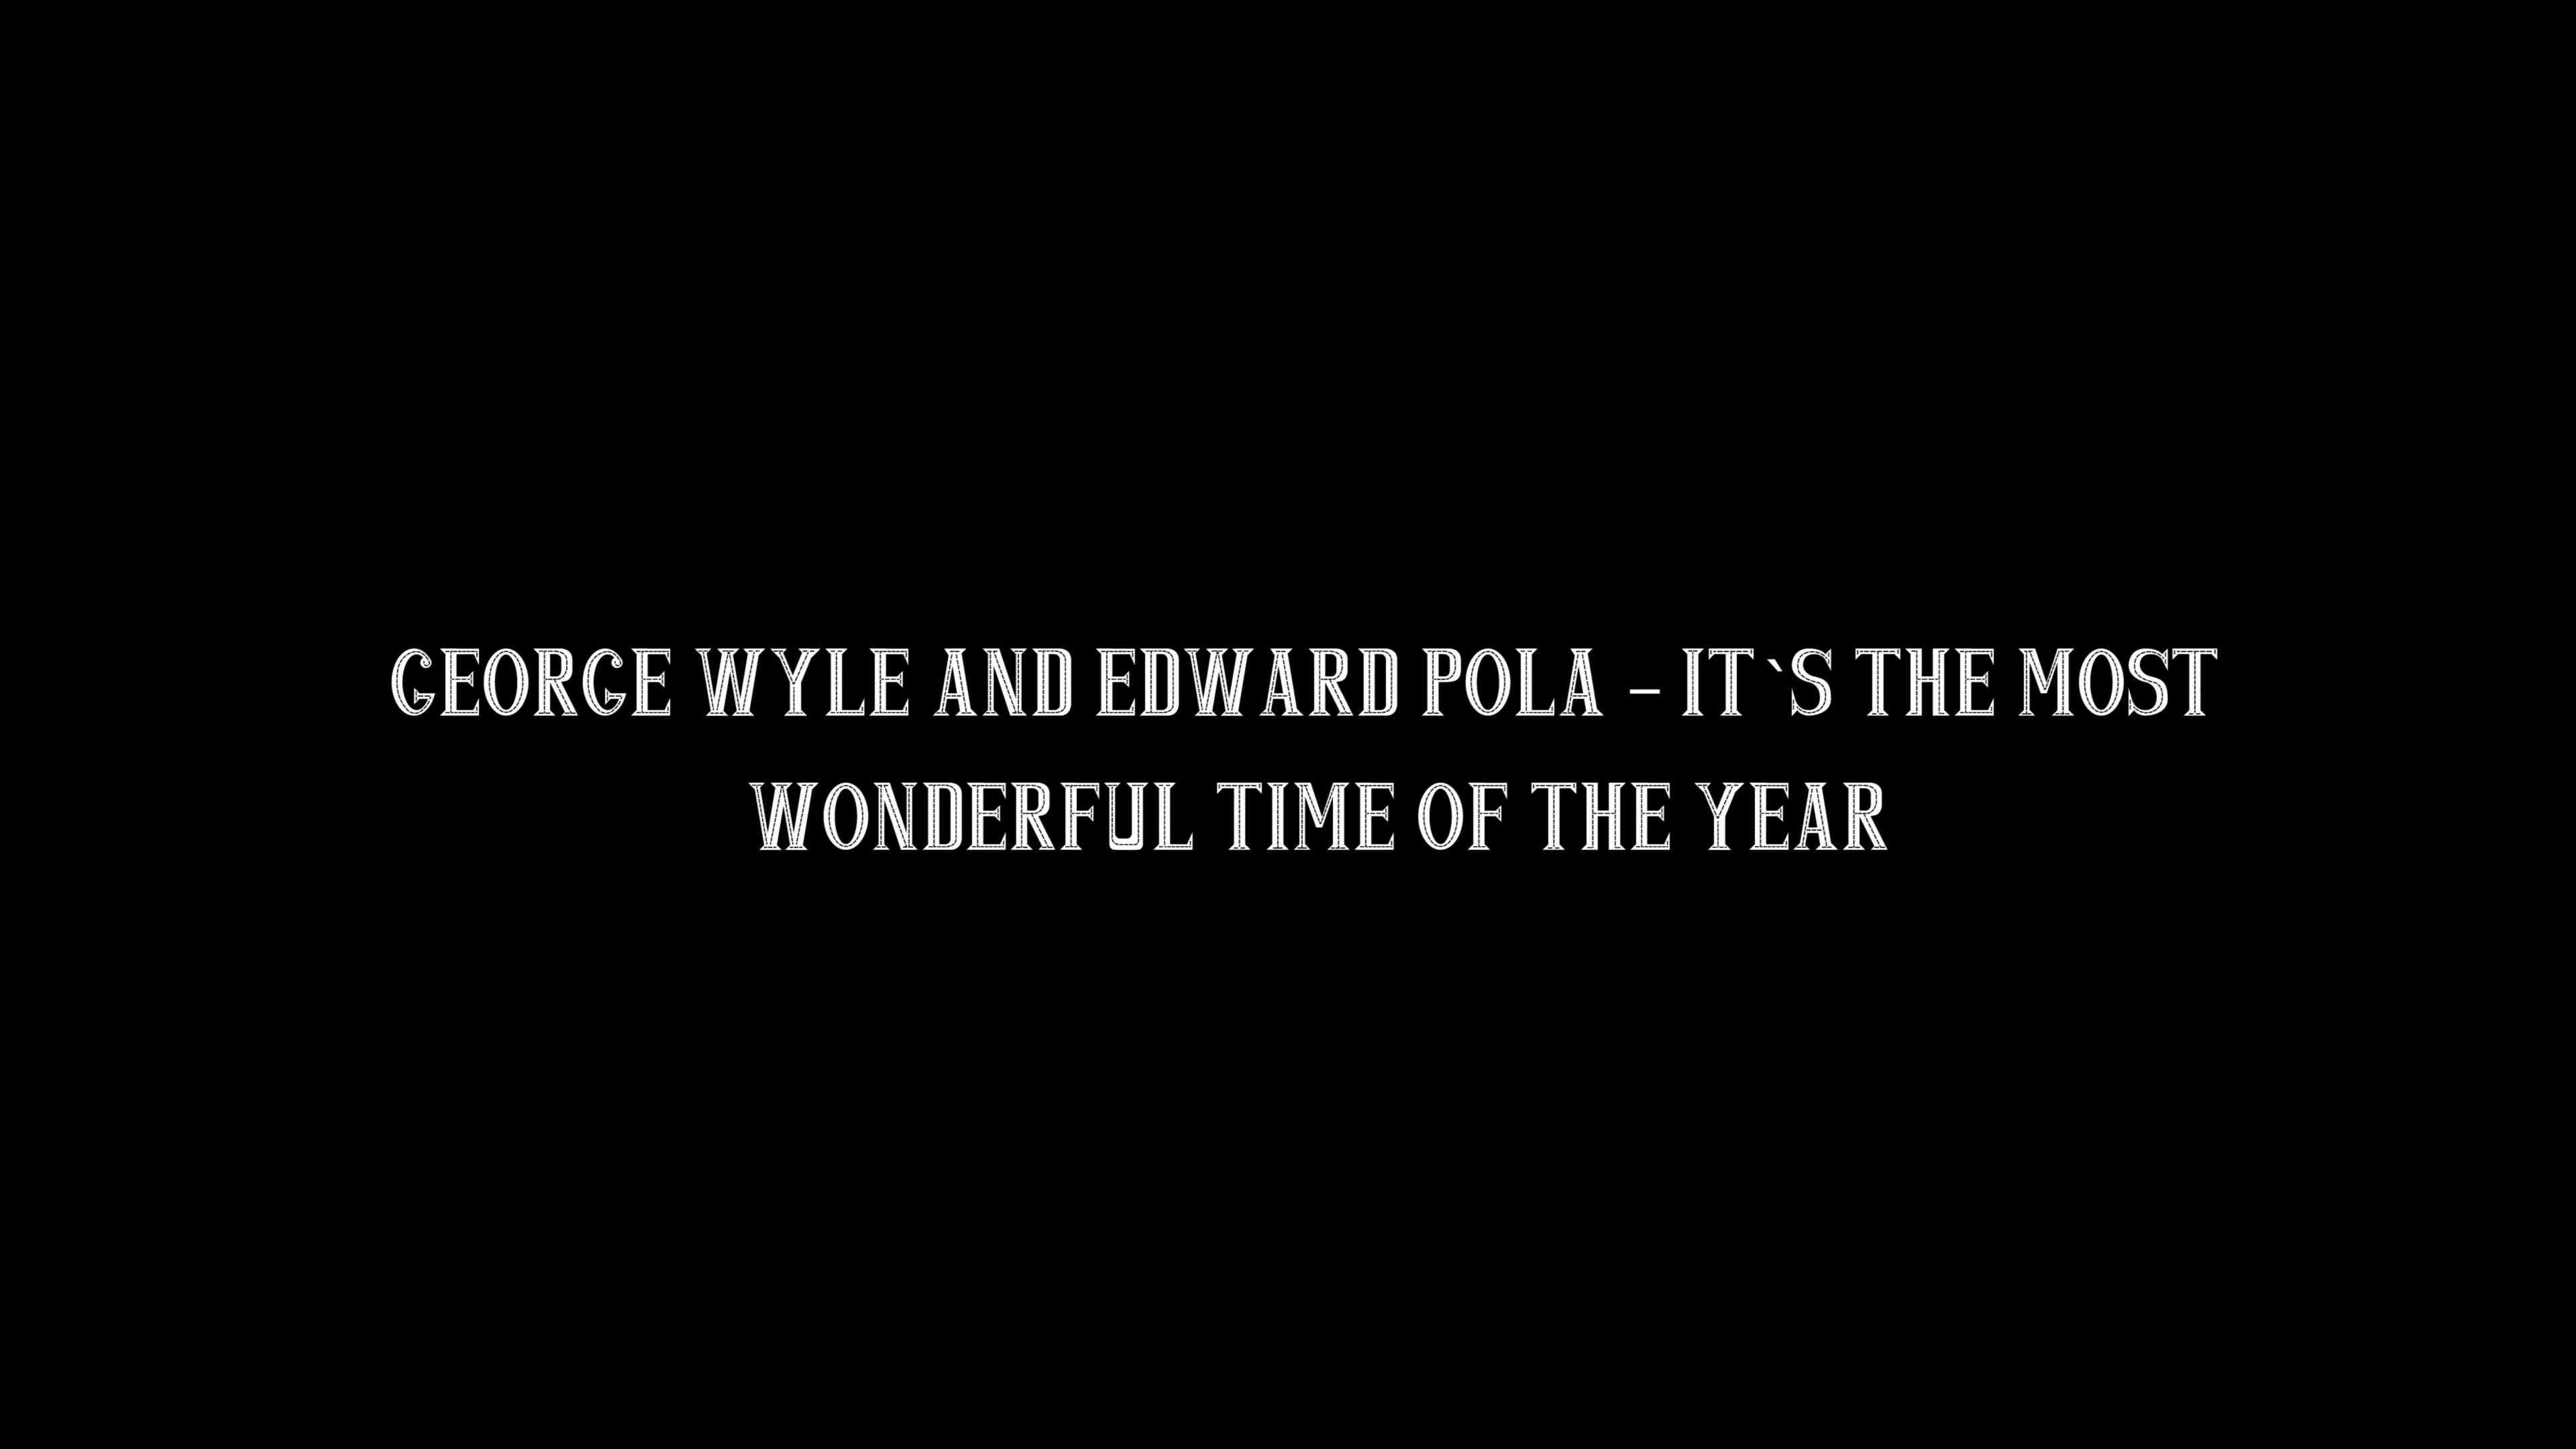 GEORGE WYLE AND EDWARD POLA - IT`S THE MOST
WONDERFUL TIME OF THE YEAR